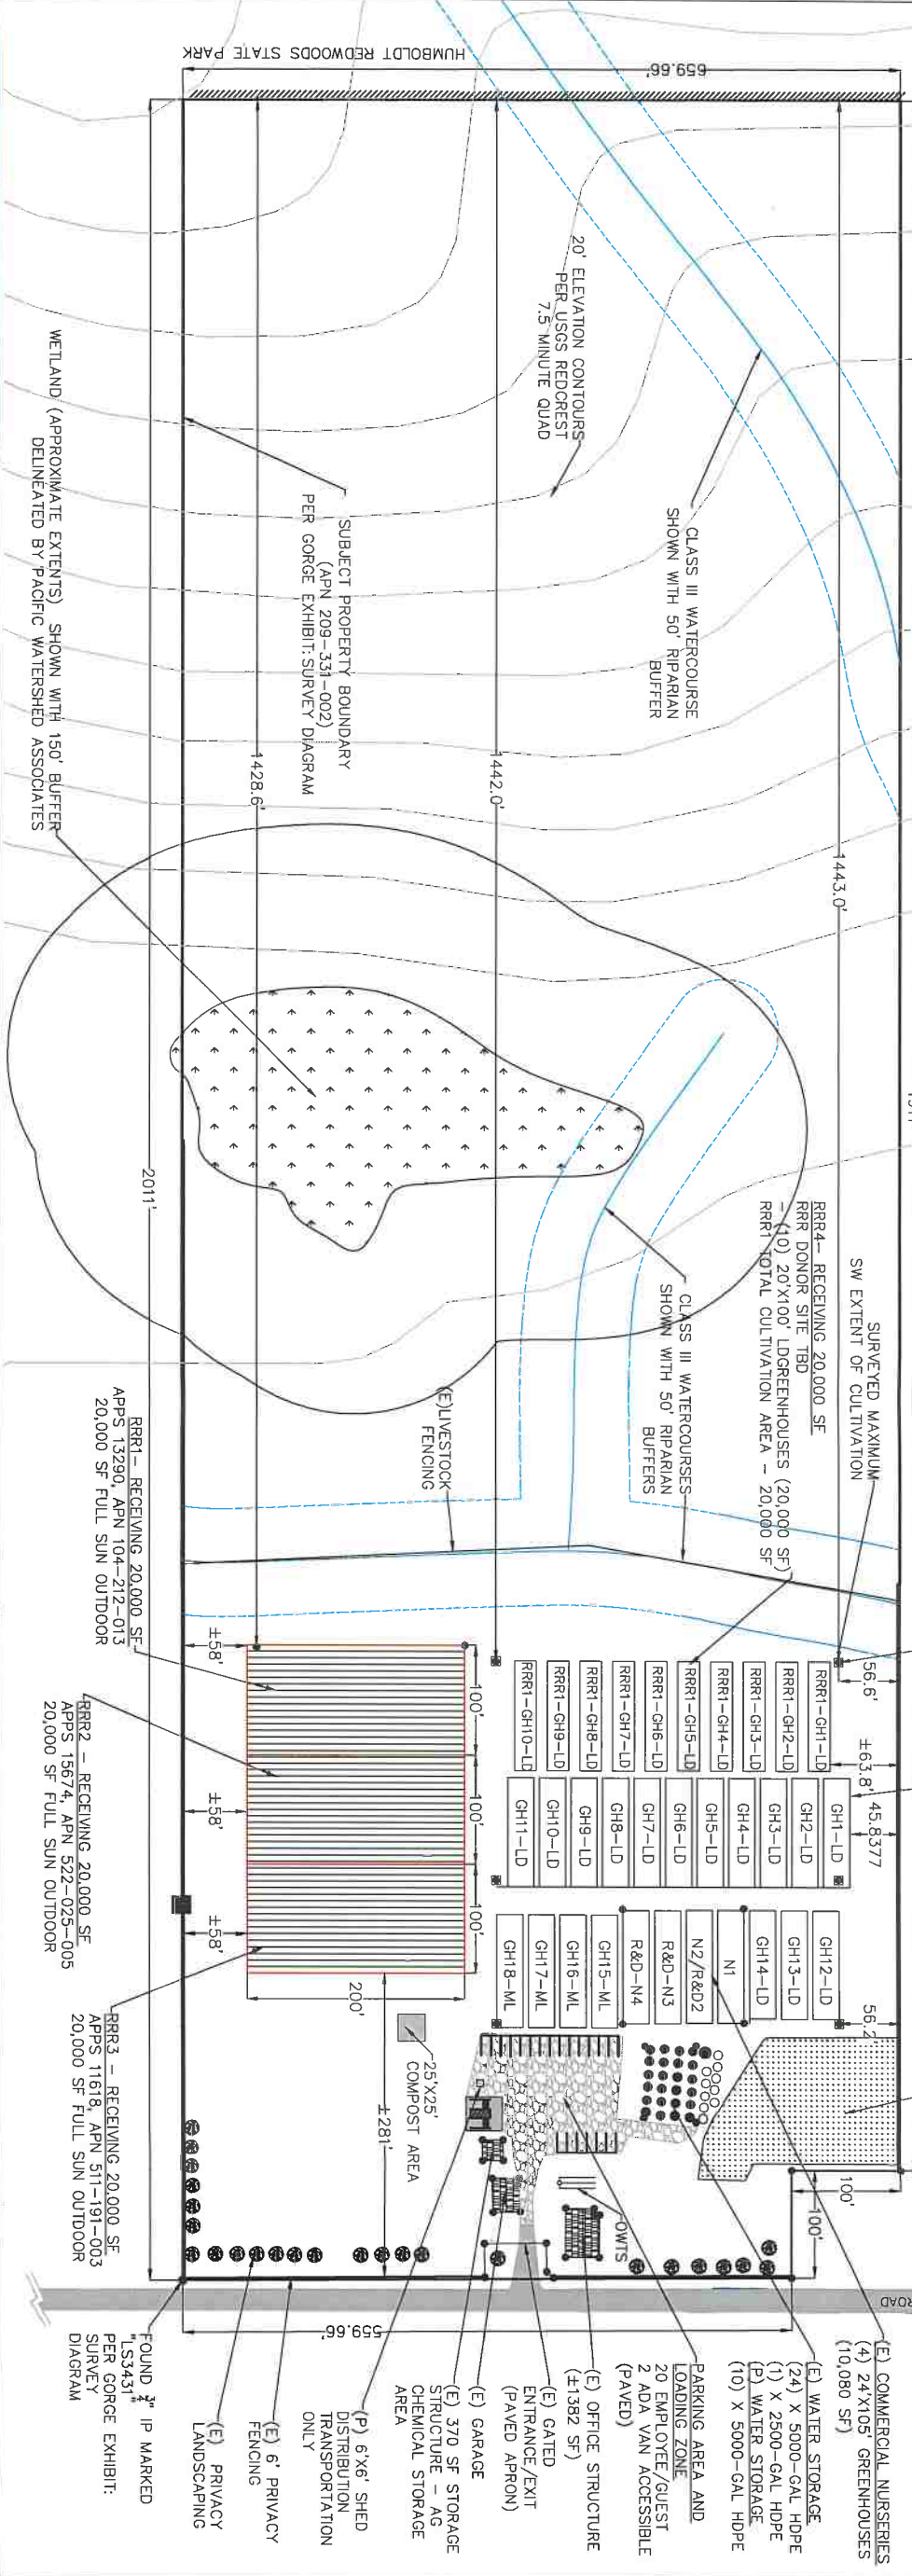 HUMBOLDT REDWOODS STATE PARK
659.66'
20' ELEVATION CONTOURS
PER USGS REDCREST
7.5 MINUTE QUAD
CLASS III WATERCOURSE
SHOWN WITH 50' RIPARIAN
BUFFER
SUBJECT PROPERTY BOUNDARY
(APN 209-331-002)
PER GORGE EXHIBIT: SURVEY DIAGRAM
WETLAND (APPROXIMATE EXTENTS) SHOWN WITH 150' BUFFER
DELINEATED BY PACIFIC WATERSHED ASSOCIATES
1443.0'
1442.0'
1428.6'
2011'
SURVEYED MAXIMUM
SW EXTENT OF CULTIVATION
RRR4- RECEIVING 20,000 SF
RRR DONOR SITE TBD
- (10) 20'X100' LDGREENHOUSES (20,000 SF)
RRR1 TOTAL CULTIVATION AREA - 20,000 SF
CLASS III WATERCOURSES
SHOWN WITH 50' RIPARIAN
BUFFERS
(E)LIVESTOCK
FENCING
RRR1- RECEIVING 20,000 SF
APPS 13290, APN 104-212-013
20,000 SF FULL SUN OUTDOOR
RRR2 - RECEIVING 20,000 SF
APPS 15674, APN 522-025-005
20,000 SF FULL SUN OUTDOOR
RRR3 - RECEIVING 20,000 SF
APPS 11618, APN 511-191-003
20,000 SF FULL SUN OUTDOOR
56.6'
±63.8'
45.8377
56.2'
RRR1-GH1-LD
RRR1-GH2-LD
RRR1-GH3-LD
RRR1-GH4-LD
RRR1-GH5-LD
RRR1-GH6-LD
RRR1-GH7-LD
RRR1-GH8-LD
RRR1-GH9-LD
RRR1-GH10-LD
GH1-LD
GH2-LD
GH3-LD
GH4-LD
GH5-LD
GH6-LD
GH7-LD
GH8-LD
GH9-LD
GH10-LD
GH11-LD
GH12-LD
GH13-LD
GH14-LD
N1
N2/R&D2
R&D-N3
R&D-N4
GH15-ML
GH16-ML
GH17-ML
GH18-ML
100'
100'
100'
±58'
±58'
±58'
200'
25'X25'
COMPOST AREA
±281'
100'
100'
OWTS
559.66'
ROAD
(E) COMMERCIAL NURSERIES
(4) 24'X105' GREENHOUSES
(10,080 SF)
(E) WATER STORAGE
(24) X 5000-GAL HDPE
(1) X 2500-GAL HDPE
(P) WATER STORAGE
(10) X 5000-GAL HDPE
PARKING AREA AND
LOADING ZONE
20 EMPLOYEE/GUEST
2 ADA VAN ACCESSIBLE
(PAVED)
(E) OFFICE STRUCTURE
(±1382 SF)
(E) GATED
ENTRANCE/EXIT
(PAVED APRON)
(E) GARAGE
(E) 370 SF STORAGE
STRUCTURE - AG
CHEMICAL STORAGE
AREA
(P) 6'X6' SHED
DISTRIBUTION
TRANSPORTATION
ONLY
(E) 6' PRIVACY
FENCING
(E) PRIVACY
LANDSCAPING
FOUND 3/4" IP MARKED
"LS3431"
PER GORGE EXHIBIT:
SURVEY
DIAGRAM